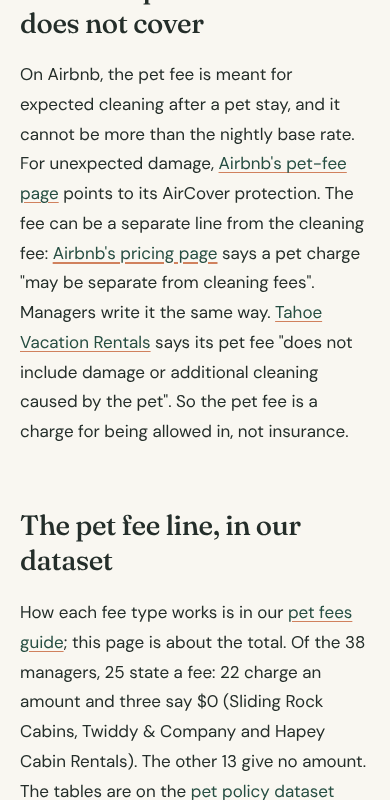 does not cover
On Airbnb, the pet fee is meant for
expected cleaning after a pet stay, and it
cannot be more than the nightly base rate.
For unexpected damage, Airbnb's pet-fee
page points to its AirCover protection. The
fee can be a separate line from the cleaning
fee: Airbnb's pricing page says a pet charge
"may be separate from cleaning fees".
Managers write it the same way. Tahoe
Vacation Rentals says its pet fee "does not
include damage or additional cleaning
caused by the pet". So the pet fee is a
charge for being allowed in, not insurance.
The pet fee line, in our
dataset
How each fee type works is in our pet fees
guide; this page is about the total. Of the 38
managers, 25 state a fee: 22 charge an
amount and three say $0 (Sliding Rock
Cabins, Twiddy & Company and Hapey
Cabin Rentals). The other 13 give no amount.
The tables are on the pet policy dataset